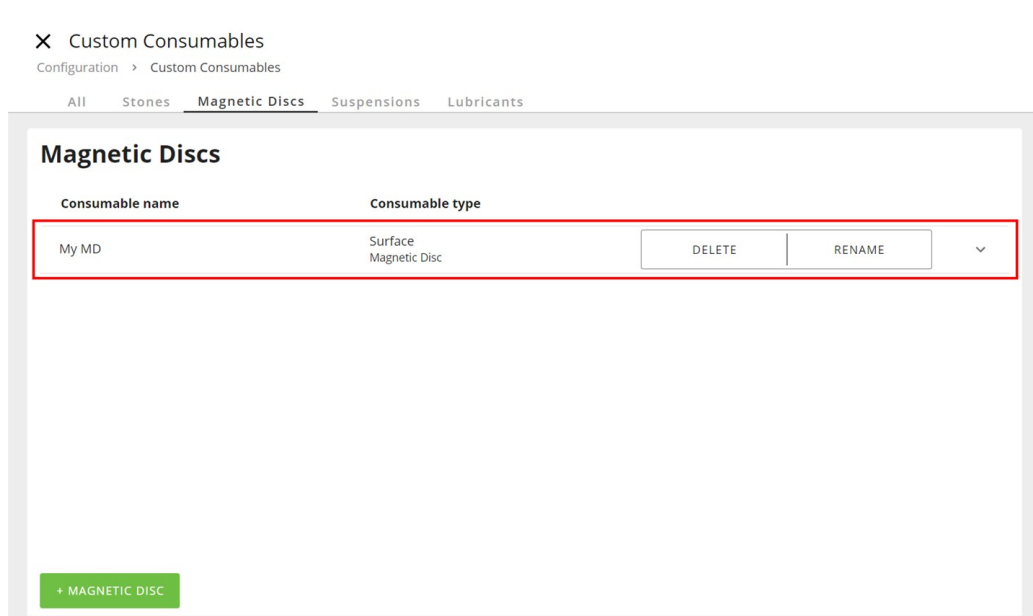 Custom Consumables
Configuration > Custom Consumables
All Stones Magnetic Discs Suspensions Lubricants
Magnetic Discs
Consumable name Consumable type
My MD Surface DELETE RENAME
Magnetic Disc
+ MAGNETIC DISC